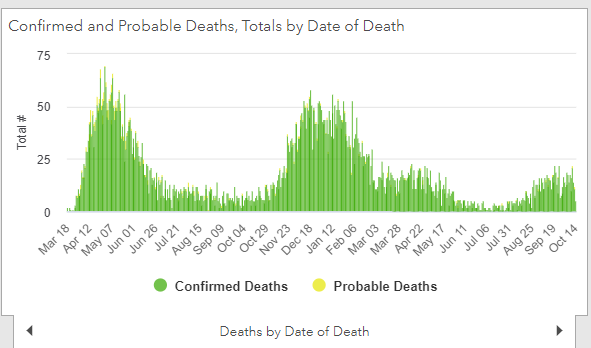 Confirmed and Probable Deaths, Totals by Date of Death
75
50
25
0
Total #
Mar 18
Apr 12
May 07
Jun 01
Jun 26
Jul 21
Aug 15
Sep 09
Oct 04
Oct 29
Nov 23
Dec 18
Jan 12
Feb 06
Mar 03
Mar 28
Apr 22
May 17
Jun 11
Jul 06
Jul 31
Aug 25
Sep 19
Oct 14
Confirmed Deaths
Probable Deaths
Deaths by Date of Death